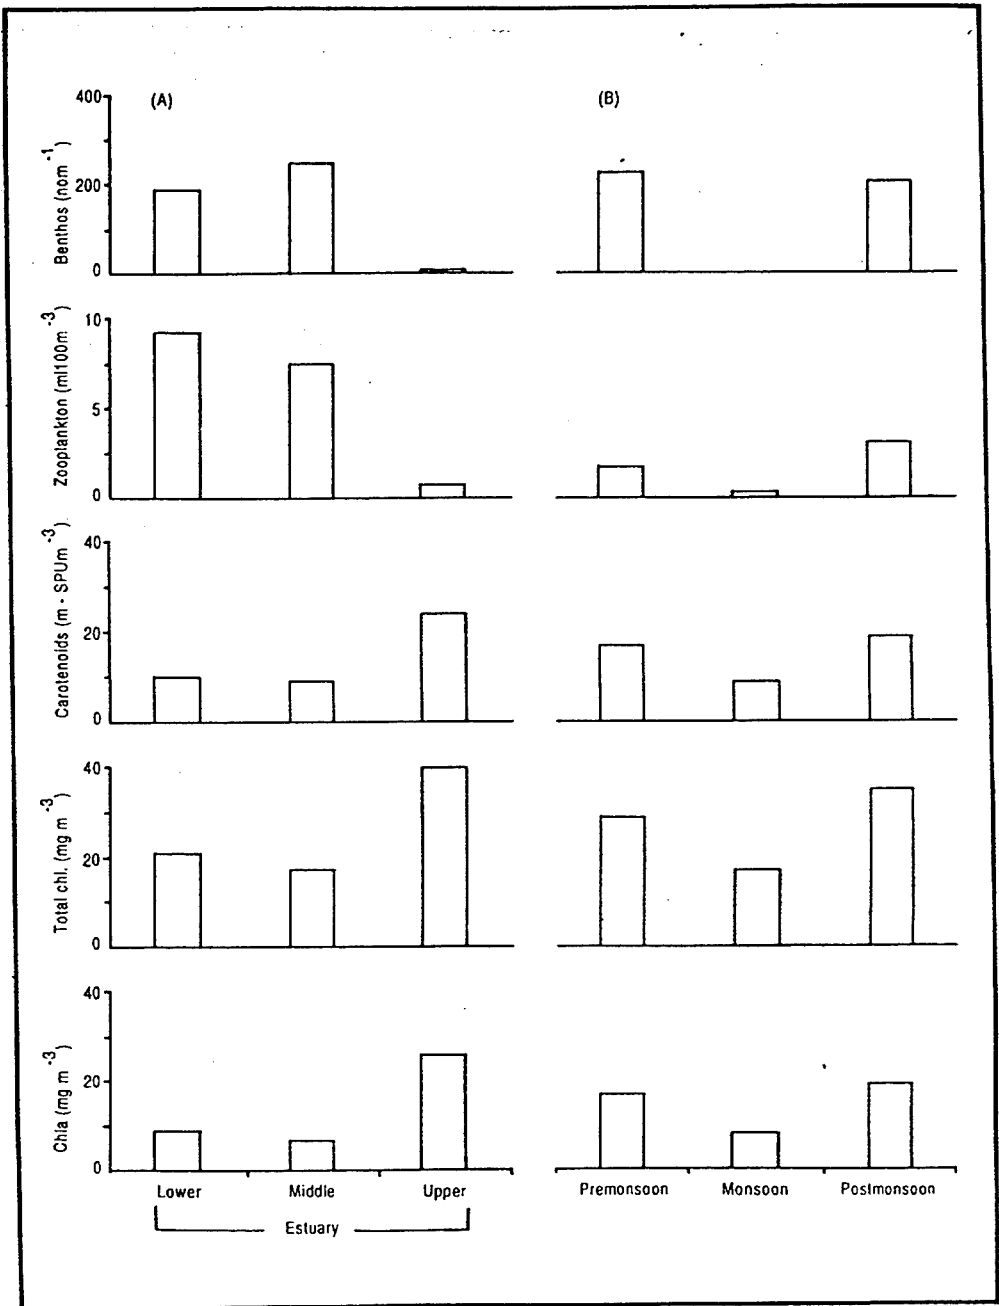 (A)
(B)
Benthos (nom⁻¹)
400
200
0
Zooplankton (ml100m⁻³)
10
5
0
Carotenoids (m - SPUm⁻³)
40
20
0
Total chl. (mg m⁻³)
40
20
0
Chla (mg m⁻³)
40
20
0
Lower Middle Upper
Premonsoon Monsoon Postmonsoon
Estuary